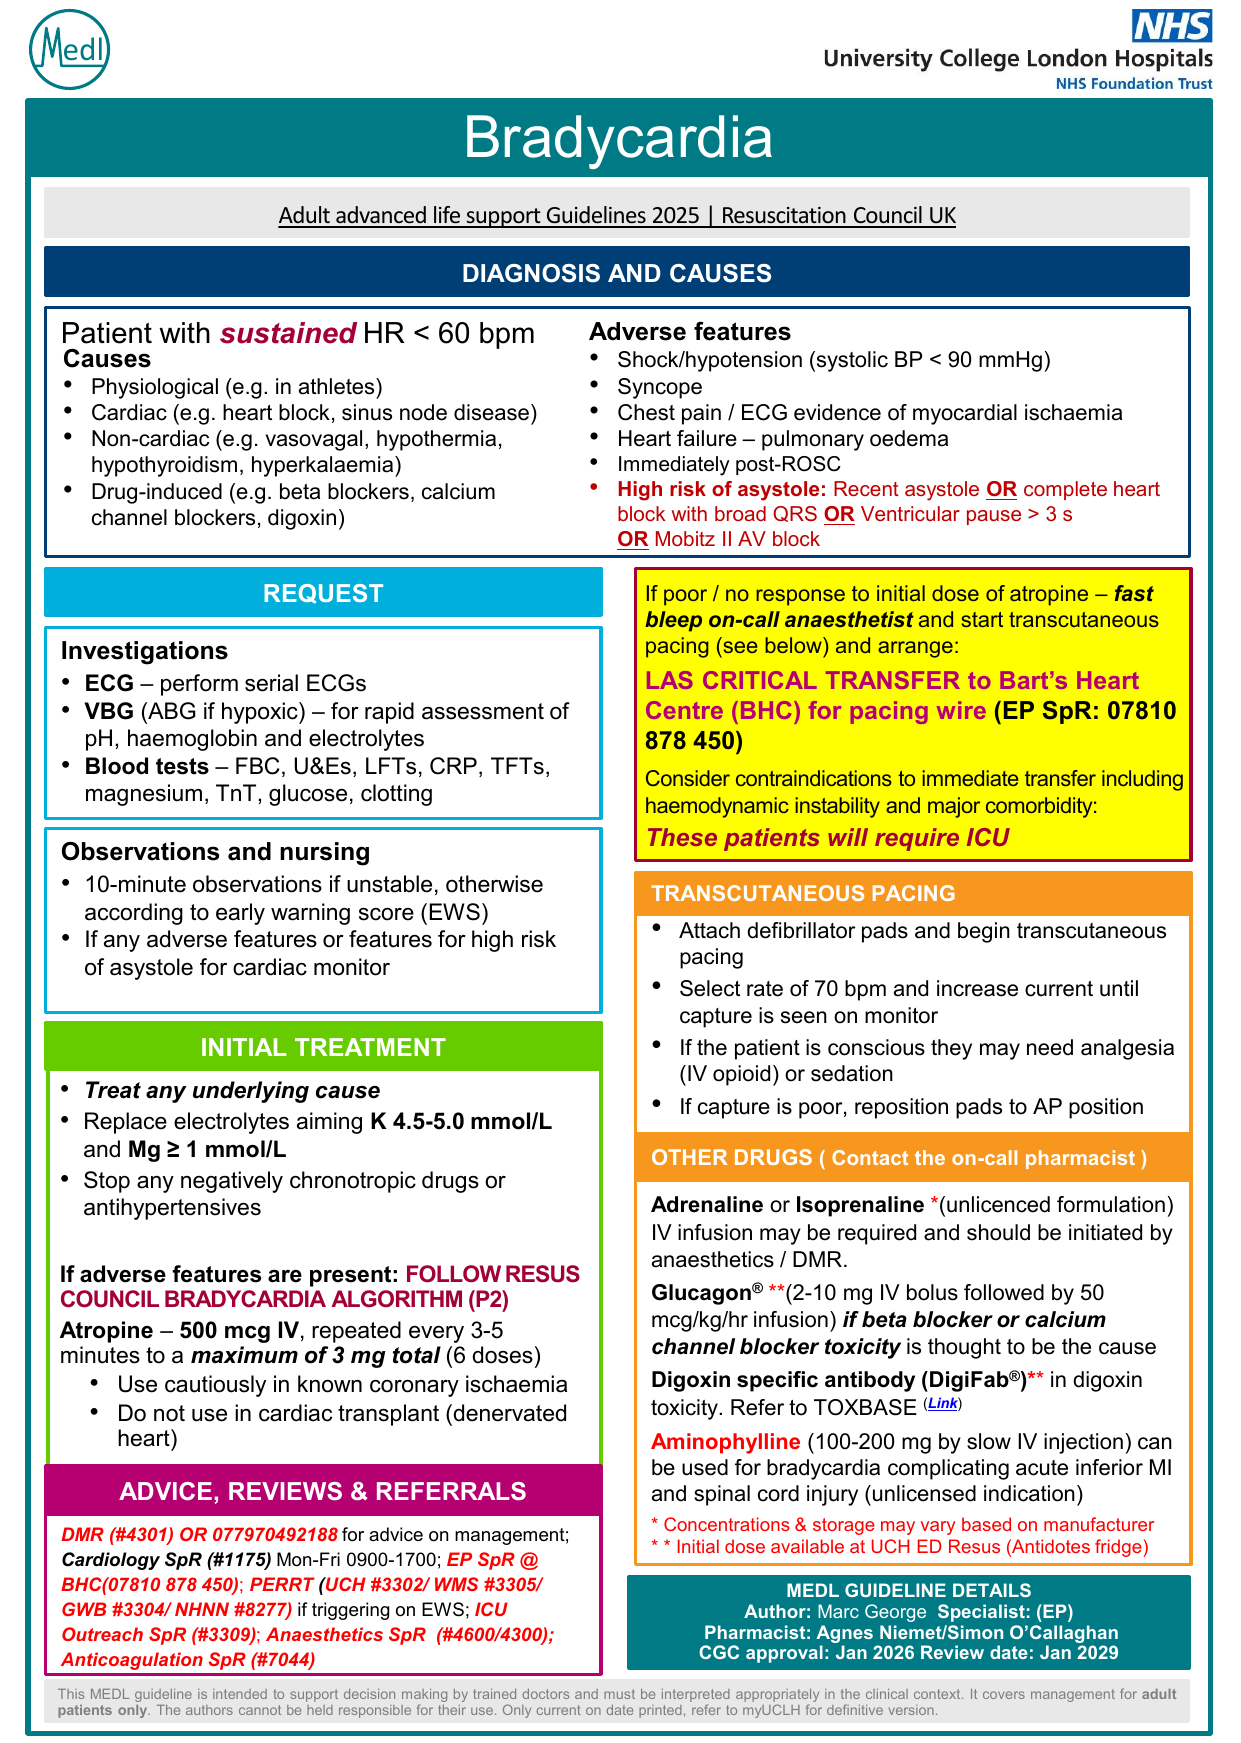 Medl
NHS
University College London Hospitals
NHS Foundation Trust
Bradycardia
Adult advanced life support Guidelines 2025 | Resuscitation Council UK
DIAGNOSIS AND CAUSES
Patient with sustained HR < 60 bpm
Causes
• Physiological (e.g. in athletes)
• Cardiac (e.g. heart block, sinus node disease)
• Non-cardiac (e.g. vasovagal, hypothermia,
hypothyroidism, hyperkalaemia)
• Drug-induced (e.g. beta blockers, calcium
channel blockers, digoxin)
Adverse features
• Shock/hypotension (systolic BP < 90 mmHg)
• Syncope
• Chest pain / ECG evidence of myocardial ischaemia
• Heart failure – pulmonary oedema
• Immediately post-ROSC
• High risk of asystole: Recent asystole OR complete heart
block with broad QRS OR Ventricular pause > 3 s
OR Mobitz II AV block
REQUEST
Investigations
• ECG – perform serial ECGs
• VBG (ABG if hypoxic) – for rapid assessment of
pH, haemoglobin and electrolytes
• Blood tests – FBC, U&Es, LFTs, CRP, TFTs,
magnesium, TnT, glucose, clotting
Observations and nursing
• 10-minute observations if unstable, otherwise
according to early warning score (EWS)
• If any adverse features or features for high risk
of asystole for cardiac monitor
INITIAL TREATMENT
• Treat any underlying cause
• Replace electrolytes aiming K 4.5-5.0 mmol/L
and Mg ≥ 1 mmol/L
• Stop any negatively chronotropic drugs or
antihypertensives
If adverse features are present: FOLLOW RESUS
COUNCIL BRADYCARDIA ALGORITHM (P2)
Atropine – 500 mcg IV, repeated every 3-5
minutes to a maximum of 3 mg total (6 doses)
• Use cautiously in known coronary ischaemia
• Do not use in cardiac transplant (denervated
heart)
ADVICE, REVIEWS & REFERRALS
DMR (#4301) OR 077970492188 for advice on management;
Cardiology SpR (#1175) Mon-Fri 0900-1700; EP SpR @
BHC(07810 878 450); PERRT (UCH #3302/ WMS #3305/
GWB #3304/ NHNN #8277) if triggering on EWS; ICU
Outreach SpR (#3309); Anaesthetics SpR (#4600/4300);
Anticoagulation SpR (#7044)
If poor / no response to initial dose of atropine – fast
bleep on-call anaesthetist and start transcutaneous
pacing (see below) and arrange:
LAS CRITICAL TRANSFER to Bart's Heart
Centre (BHC) for pacing wire (EP SpR: 07810
878 450)
Consider contraindications to immediate transfer including
haemodynamic instability and major comorbidity:
These patients will require ICU
TRANSCUTANEOUS PACING
• Attach defibrillator pads and begin transcutaneous
pacing
• Select rate of 70 bpm and increase current until
capture is seen on monitor
• If the patient is conscious they may need analgesia
(IV opioid) or sedation
• If capture is poor, reposition pads to AP position
OTHER DRUGS ( Contact the on-call pharmacist )
Adrenaline or Isoprenaline *(unlicenced formulation)
IV infusion may be required and should be initiated by
anaesthetics / DMR.
Glucagon® **(2-10 mg IV bolus followed by 50
mcg/kg/hr infusion) if beta blocker or calcium
channel blocker toxicity is thought to be the cause
Digoxin specific antibody (DigiFab®)** in digoxin
toxicity. Refer to TOXBASE (Link)
Aminophylline (100-200 mg by slow IV injection) can
be used for bradycardia complicating acute inferior MI
and spinal cord injury (unlicensed indication)
* Concentrations & storage may vary based on manufacturer
* * Initial dose available at UCH ED Resus (Antidotes fridge)
MEDL GUIDELINE DETAILS
Author: Marc George Specialist: (EP)
Pharmacist: Agnes Niemet/Simon O'Callaghan
CGC approval: Jan 2026 Review date: Jan 2029
This MEDL guideline is intended to support decision making by trained doctors and must be interpreted appropriately in the clinical context. It covers management for adult
patients only. The authors cannot be held responsible for their use. Only current on date printed, refer to myUCLH for definitive version.